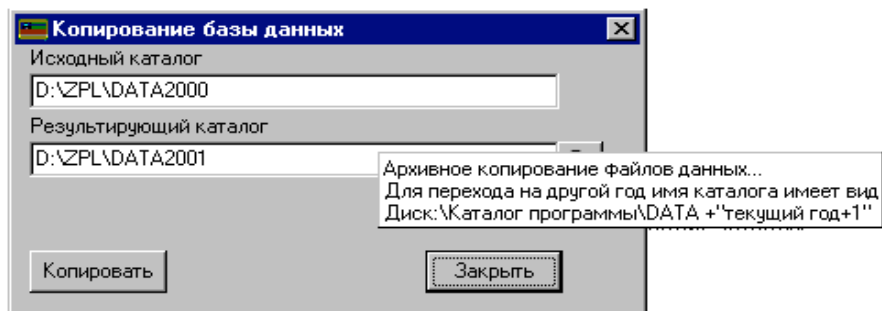 Копирование базы данных
Исходный каталог
D:\ZPL\DATA2000
Результирующий каталог
D:\ZPL\DATA2001
Архивное копирование файлов данных...
Для перехода на другой год имя каталога имеет вид
Диск:\Каталог программы\DATA +"текущий год+1"
Копировать
Закрыть